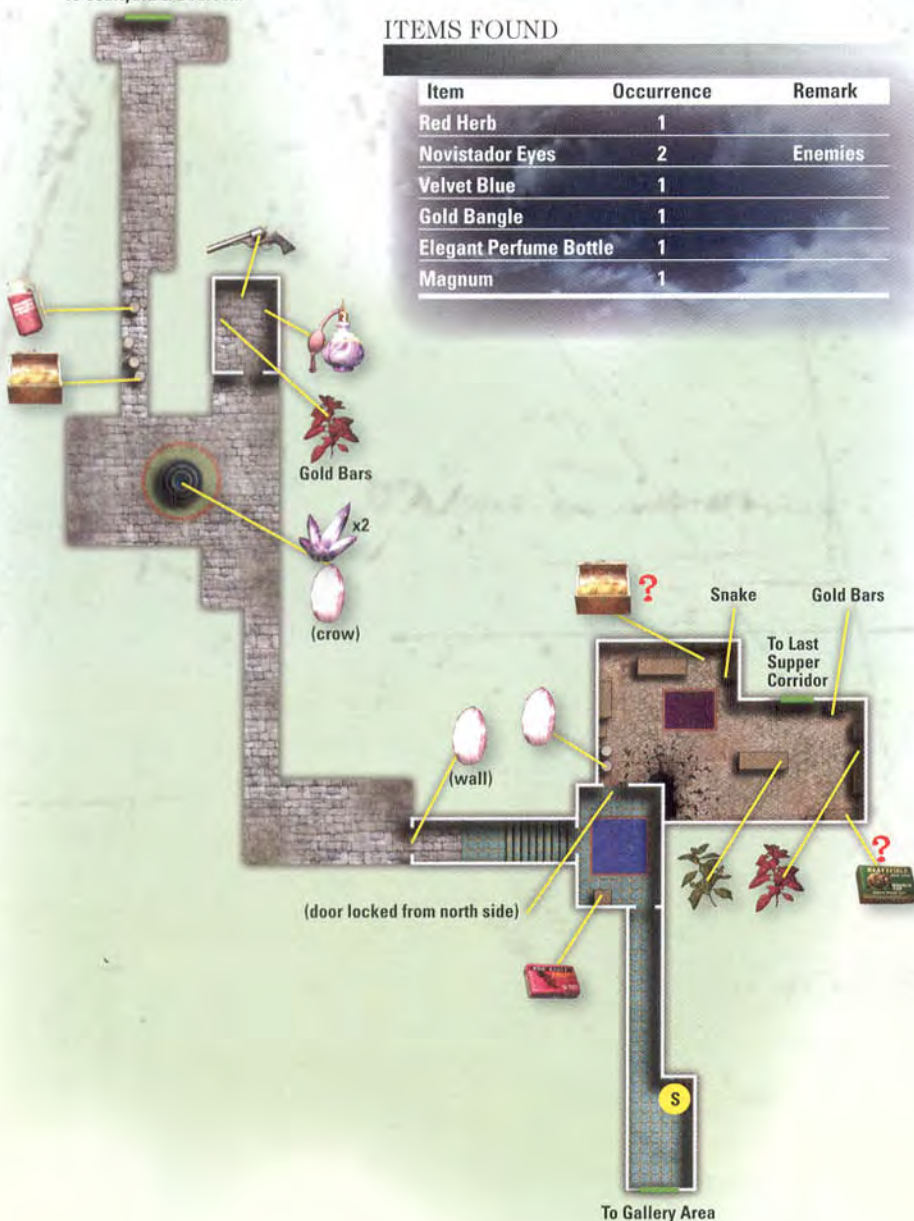 ITEMS FOUND
Item Occurrence Remark
Red Herb 1
Novistador Eyes 2 Enemies
Velvet Blue 1
Gold Bangle 1
Elegant Perfume Bottle 1
Magnum 1
Gold Bars
x2
(crow)
?
Snake
Gold Bars
To Last
Supper
Corridor
(wall)
?
(door locked from north side)
S
To Gallery Area